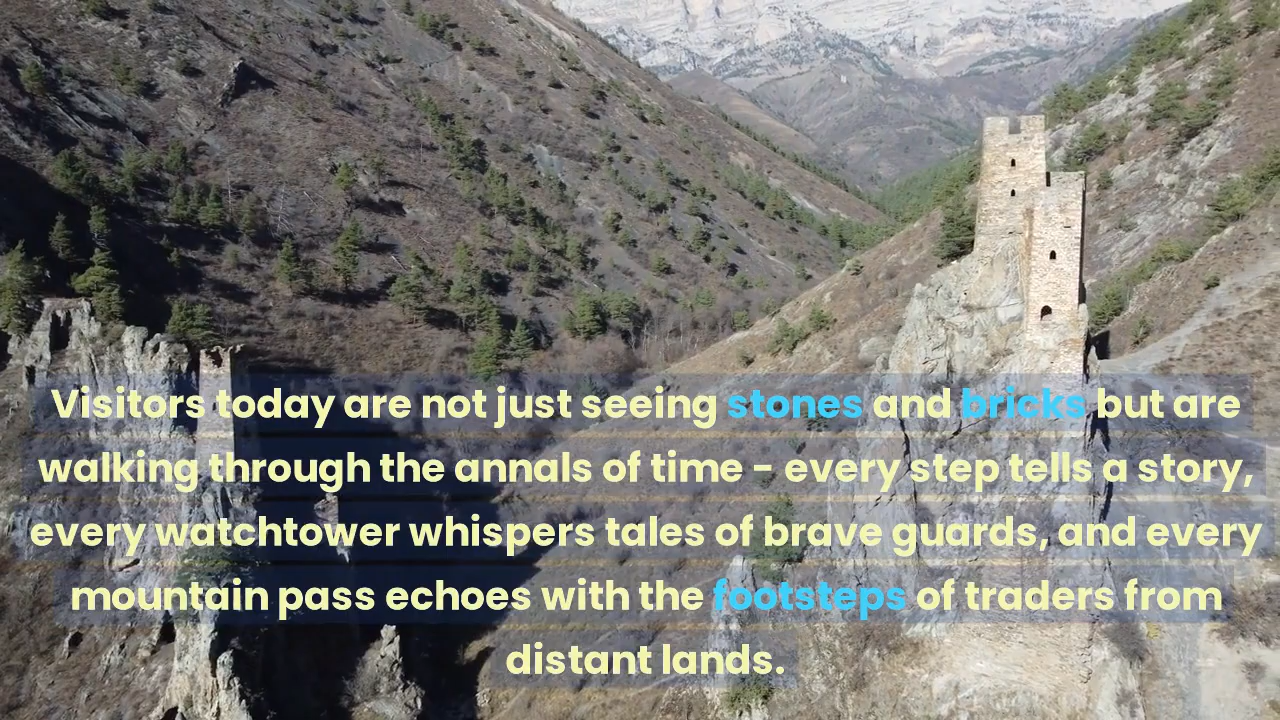 Visitors today are not just seeing stones and bricks but are
walking through the annals of time - every step tells a story,
every watchtower whispers tales of brave guards, and every
mountain pass echoes with the footsteps of traders from
distant lands.